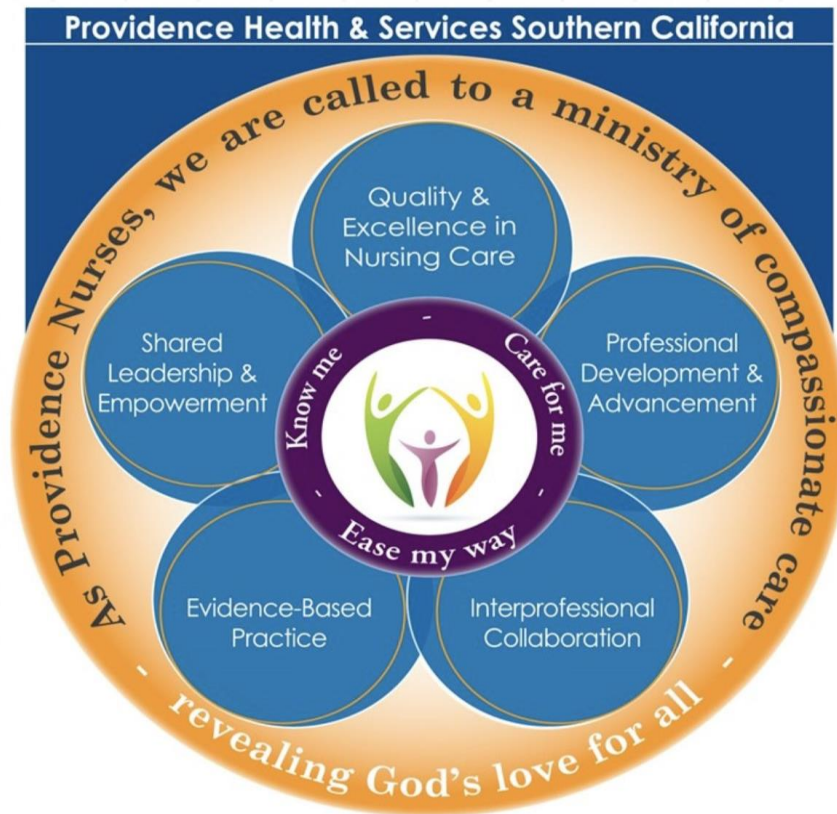 Providence Health & Services Southern California
As Providence Nurses, we are called to a ministry of compassionate care
- revealing God's love for all -
Quality &
Excellence in
Nursing Care
Shared
Leadership &
Empowerment
Professional
Development &
Advancement
Know me - Care for me
- Ease my way -
Evidence-Based
Practice
Interprofessional
Collaboration